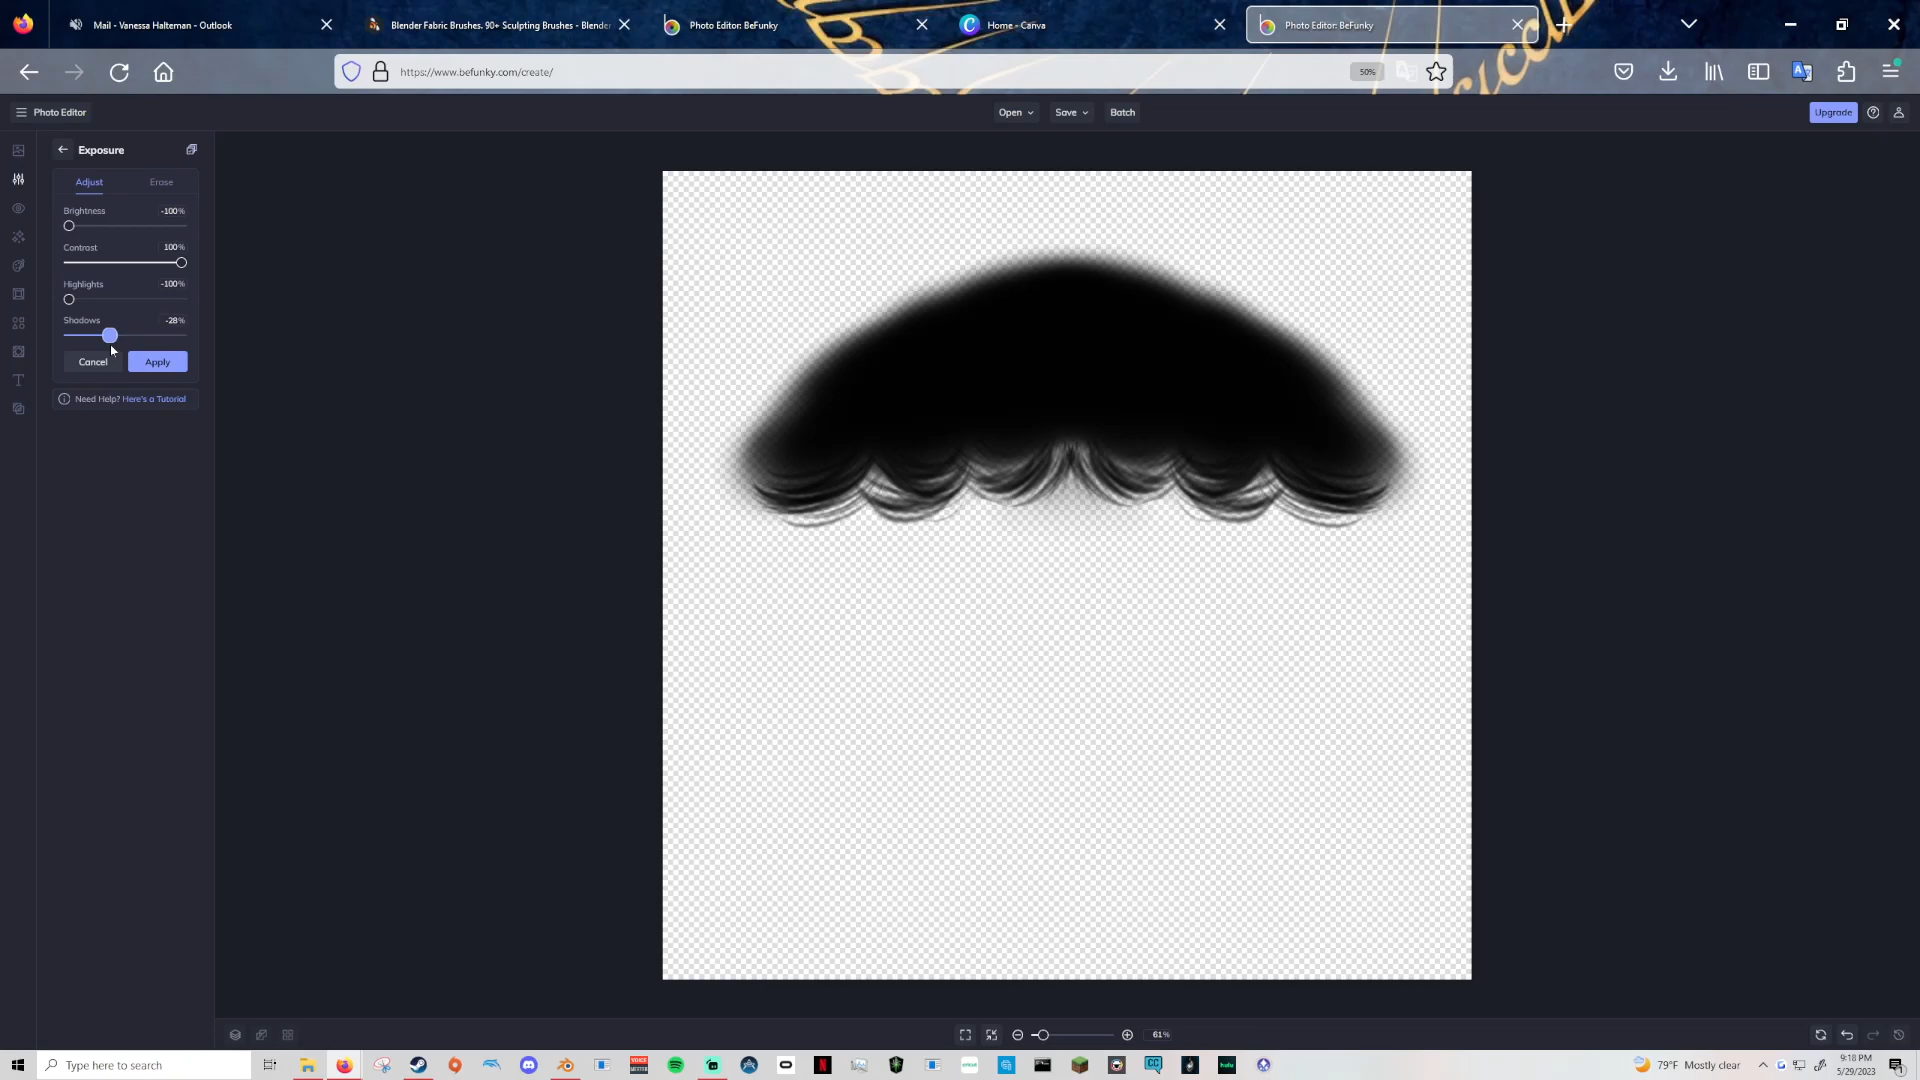 Mail - Vanessa Halteman - Outlook
Blender Fabric Brushes. 90+ Sculpting Brushes - Blende
Photo Editor: BeFunky
Home - Canva
Photo Editor: BeFunky
https://www.befunky.com/create/
50%
Photo Editor
Open
Save
Batch
Upgrade
Exposure
Adjust
Erase
Brightness
-100%
Contrast
100%
Highlights
-100%
Shadows
-28%
Cancel
Apply
Need Help? Here's a Tutorial
61%
Type here to search
VOICE
hulu
79°F Mostly clear
9:18 PM
5/29/2023